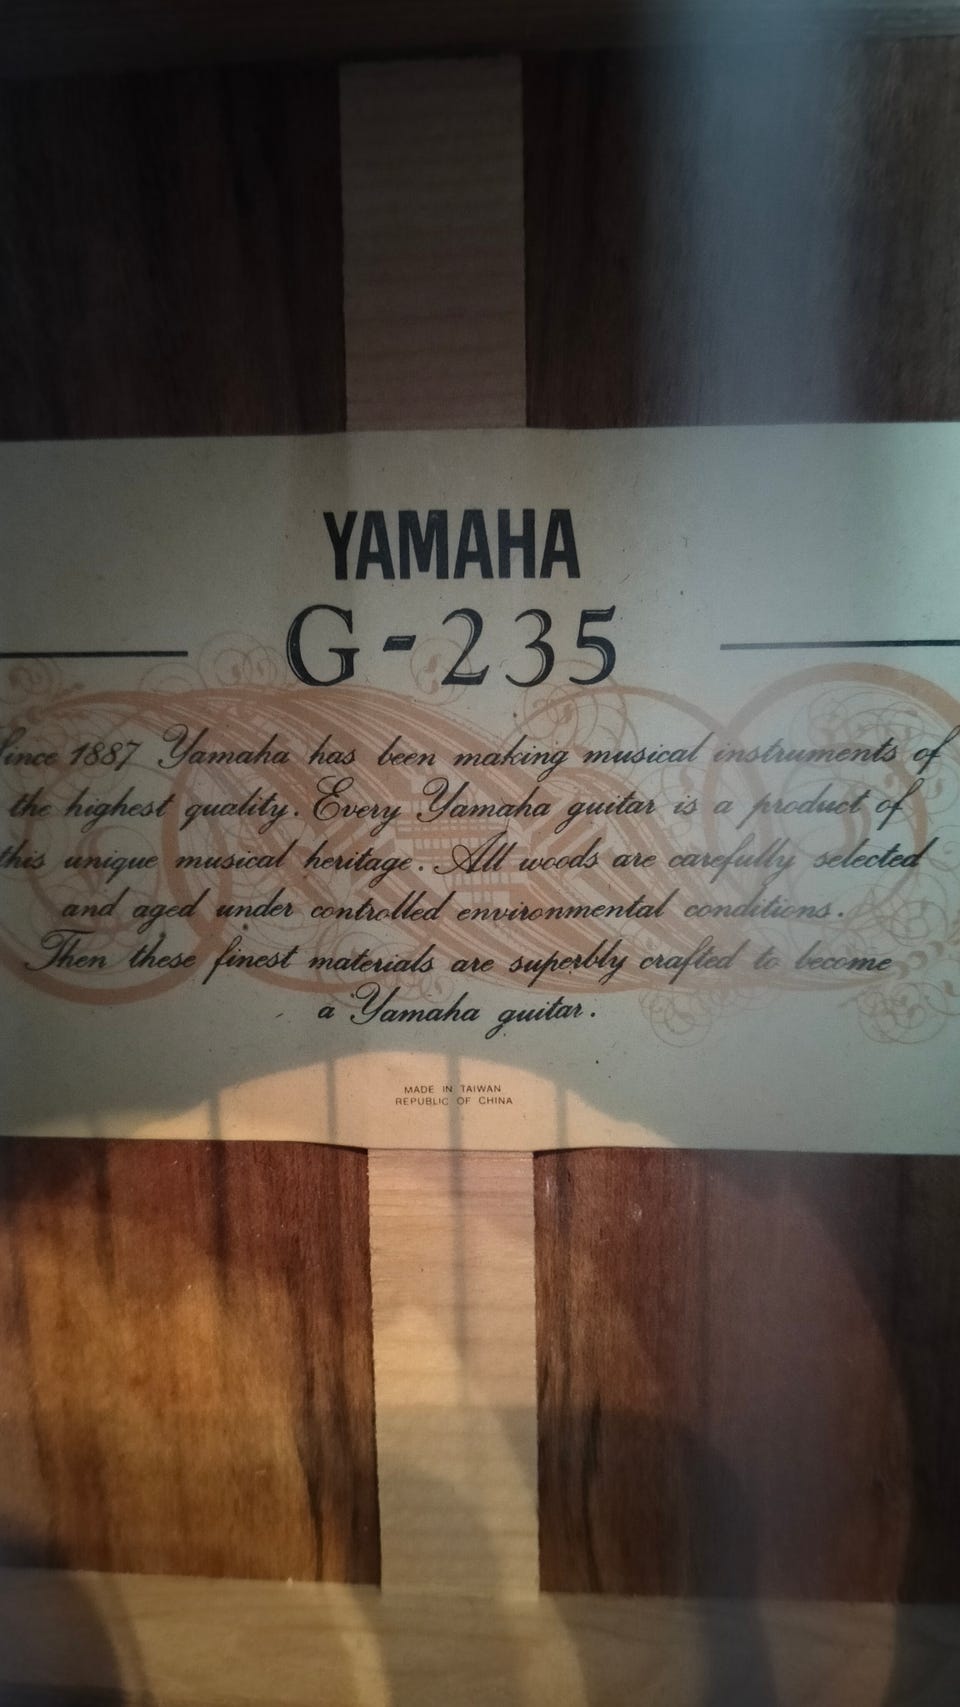 YAMAHA
G-235
Since 1887 Yamaha has been making musical instruments of
the highest quality. Every Yamaha guitar is a product of
this unique musical heritage. All woods are carefully selected
and aged under controlled environmental conditions.
Then these finest materials are superbly crafted to become
a Yamaha guitar.
MADE IN TAIWAN
REPUBLIC OF CHINA